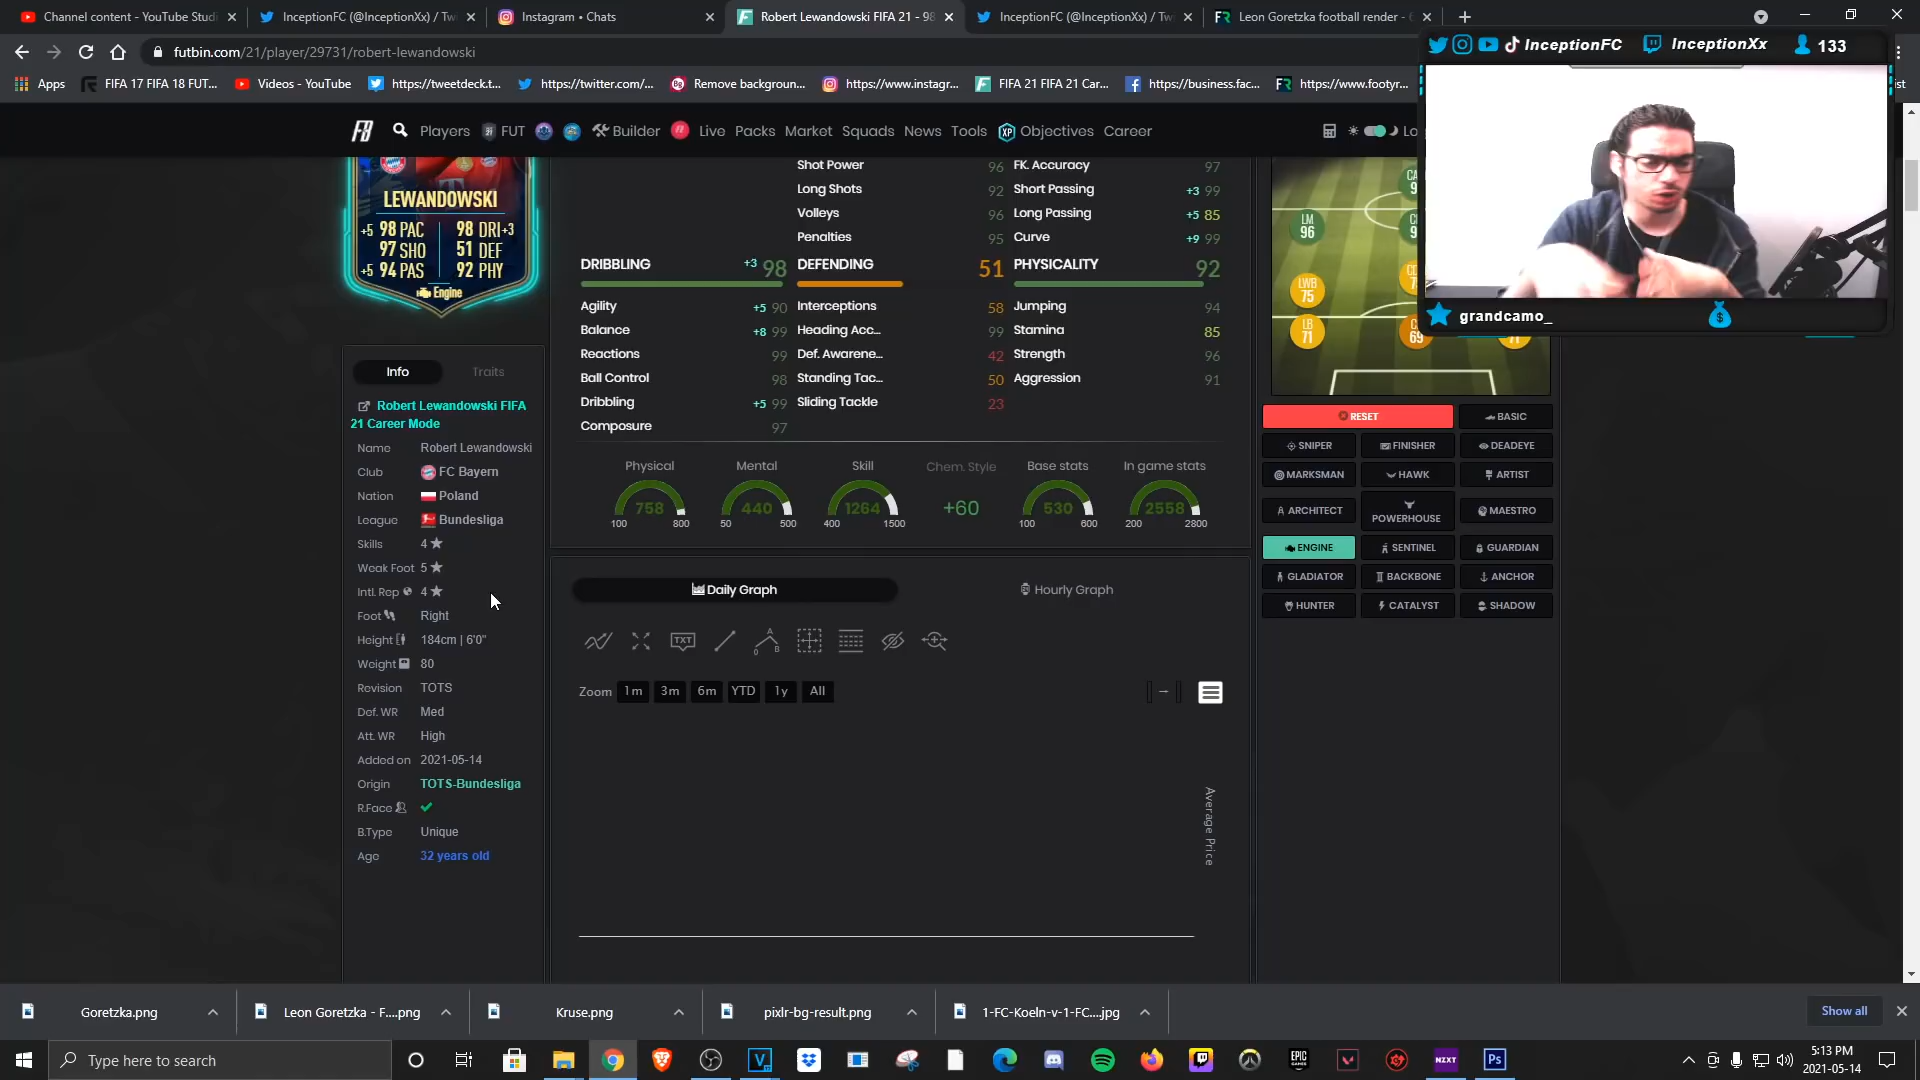 Channel content - YouTube Studi
InceptionFC (@InceptionXx) / Tw
Instagram • Chats
Robert Lewandowski FIFA 21 - 98
InceptionFC (@InceptionXx) / Tw
Leon Goretzka football render - 6
futbin.com/21/player/29731/robert-lewandowski
Apps
FIFA 17 FIFA 18 FUT...
Videos - YouTube
https://tweetdeck.t...
https://twitter.com/...
Remove backgroun...
https://www.instagr...
FIFA 21 FIFA 21 Car...
https://business.fac...
https://www.footyr...
InceptionFC
InceptionXx
133
grandcamo_
Players
FUT
Builder
Live
Packs
Market
Squads
News
Tools
XP
Objectives
Career
LEWANDOWSKI
+5 98 PAC
98 DRI+3
97 SHO
51 DEF
+5 94 PAS
92 PHY
Engine
Shot Power 96
Long Shots 92
Volleys 96
Penalties 95
FK. Accuracy 97
Short Passing +3 99
Long Passing +5 85
Curve +9 99
DRIBBLING +3 98
Agility +5 90
Balance +8 99
Reactions 99
Ball Control 98
Dribbling +5 99
Composure 97
DEFENDING 51
Interceptions 58
Heading Acc... 99
Def. Awarene... 42
Standing Tac... 50
Sliding Tackle 23
PHYSICALITY 92
Jumping 94
Stamina 85
Strength 96
Aggression 91
LM
96
LWB
75
LB
71
69
Physical
758
100 800
Mental
440
50 500
Skill
1264
400 1500
Chem. Style
+60
Base stats
530
100 600
In game stats
2558
200 2800
Info
Traits
Robert Lewandowski FIFA
21 Career Mode
Name Robert Lewandowski
Club FC Bayern
Nation Poland
League Bundesliga
Skills 4
Weak Foot 5
Intl. Rep 4
Foot Right
Height 184cm | 6'0"
Weight 80
Revision TOTS
Def. WR Med
Att. WR High
Added on 2021-05-14
Origin TOTS-Bundesliga
R.Face
B.Type Unique
Age 32 years old
Daily Graph
Hourly Graph
TXT
Zoom 1m 3m 6m YTD 1y All
→
Average Price
RESET
BASIC
SNIPER
FINISHER
DEADEYE
MARKSMAN
HAWK
ARTIST
ARCHITECT
POWERHOUSE
MAESTRO
ENGINE
SENTINEL
GUARDIAN
GLADIATOR
BACKBONE
ANCHOR
HUNTER
CATALYST
SHADOW
Goretzka.png
Leon Goretzka - F....png
Kruse.png
pixlr-bg-result.png
1-FC-Koeln-v-1-FC....jpg
Show all
Type here to search
5:13 PM
2021-05-14